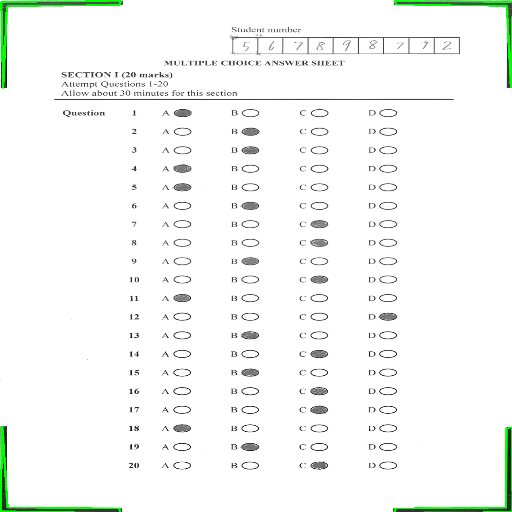 Student number
5 6 7 8 9 8 7 9 2
MULTIPLE CHOICE ANSWER SHEET
SECTION I (20 marks)
Attempt Questions 1-20
Allow about 30 minutes for this section
Question 1 A B C D
2 A B C D
3 A B C D
4 A B C D
5 A B C D
6 A B C D
7 A B C D
8 A B C D
9 A B C D
10 A B C D
11 A B C D
12 A B C D
13 A B C D
14 A B C D
15 A B C D
16 A B C D
17 A B C D
18 A B C D
19 A B C D
20 A B C D